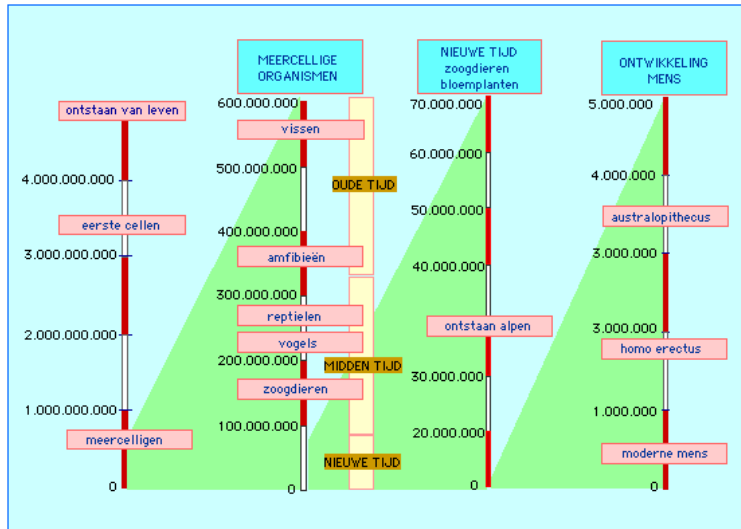 ontstaan van leven
4.000.000.000
eerste cellen
3.000.000.000
2.000.000.000
1.000.000.000
meercelligen
0
MEERCELLIGE
ORGANISMEN
600.000.000
vissen
500.000.000
OUDE TIJD
400.000.000
amfibieën
300.000.000
reptielen
vogels
200.000.000
MIDDEN TIJD
zoogdieren
100.000.000
NIEUWE TIJD
0
NIEUWE TIJD
zoogdieren
bloemplanten
70.000.000
60.000.000
50.000.000
40.000.000
ontstaan alpen
30.000.000
20.000.000
0
ONTWIKKELING
MENS
5.000.000
4.000.000
australopithecus
3.000.000
3.000.000
homo erectus
1.000.000
moderne mens
0